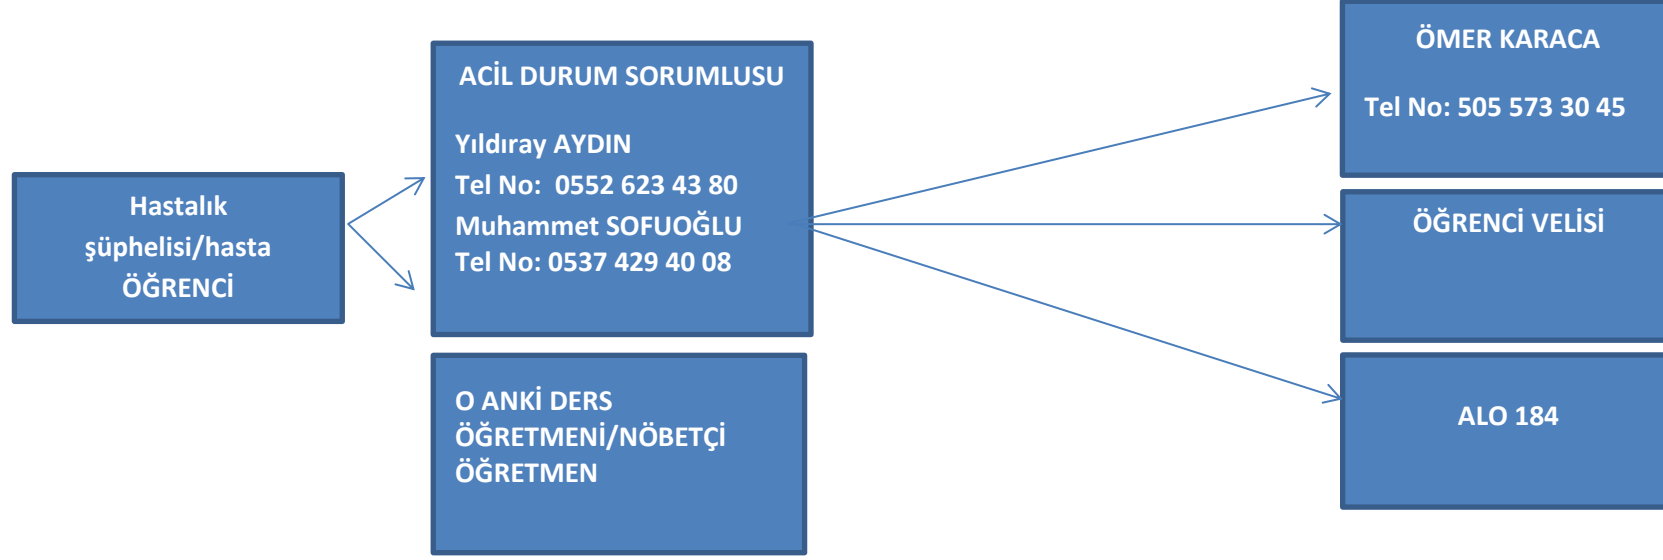 Hastalık
şüphelisi/hasta
ÖĞRENCİ
ACİL DURUM SORUMLUSU
Yıldıray AYDIN
Tel No:  0552 623 43 80
Muhammet SOFUOĞLU
Tel No: 0537 429 40 08
O ANKİ DERS
ÖĞRETMENİ/NÖBETÇİ
ÖĞRETMEN
ÖMER KARACA
Tel No: 505 573 30 45
ÖĞRENCİ VELİSİ
ALO 184